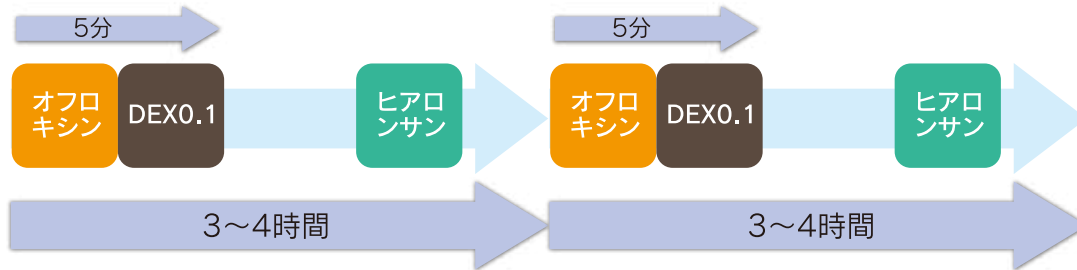 5分
5分
オフロ
キシン
DEX0.1
ヒアロ
ンサン
オフロ
キシン
DEX0.1
ヒアロ
ンサン
3〜4時間
3〜4時間